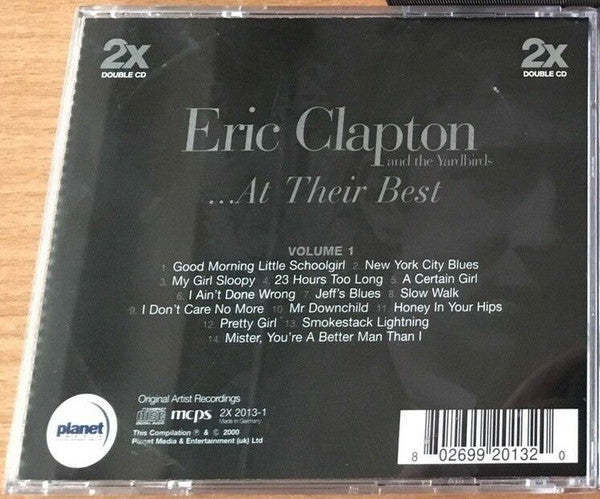 2X
DOUBLE CD
2X
DOUBLE CD
Eric Clapton
and the Yardbirds
...At Their Best
VOLUME 1
1. Good Morning Little Schoolgirl 2. New York City Blues
3. My Girl Sloopy 4. 23 Hours Too Long 5. A Certain Girl
6. I Ain't Done Wrong 7. Jeff's Blues 8. Slow Walk
9. I Don't Care No More 10. Mr Downchild 11. Honey In Your Hips
12. Pretty Girl 13. Smokestack Lightning
14. Mister, You're A Better Man Than I
Original Artist Recordings
mcps 2X 2013-1
Made in Germany
This Compilation ℗ & © 2000
Planet Media & Entertainment (uk) Ltd
planet
8 02699 20132 0